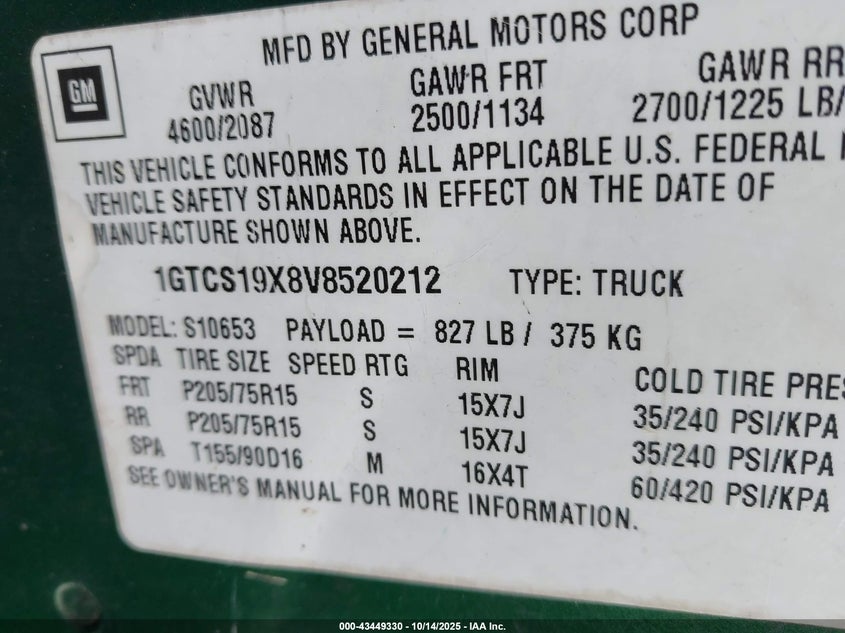 MFD BY GENERAL MOTORS CORP
GM
GVWR GAWR FRT GAWR RR
4600/2087 2500/1134 2700/1225 LB/
THIS VEHICLE CONFORMS TO ALL APPLICABLE U.S. FEDERAL
VEHICLE SAFETY STANDARDS IN EFFECT ON THE DATE OF
MANUFACTURE SHOWN ABOVE.
1GTCS19X8V8520212 TYPE: TRUCK
MODEL: S10653 PAYLOAD = 827 LB / 375 KG
SPDA TIRE SIZE SPEED RTG RIM COLD TIRE PRES
FRT P205/75R15 S 15X7J 35/240 PSI/KPA
RR P205/75R15 S 15X7J 35/240 PSI/KPA
SPA T155/90D16 M 16X4T 60/420 PSI/KPA
SEE OWNER'S MANUAL FOR MORE INFORMATION.
000-43449330 - 10/14/2025 - IAA Inc.